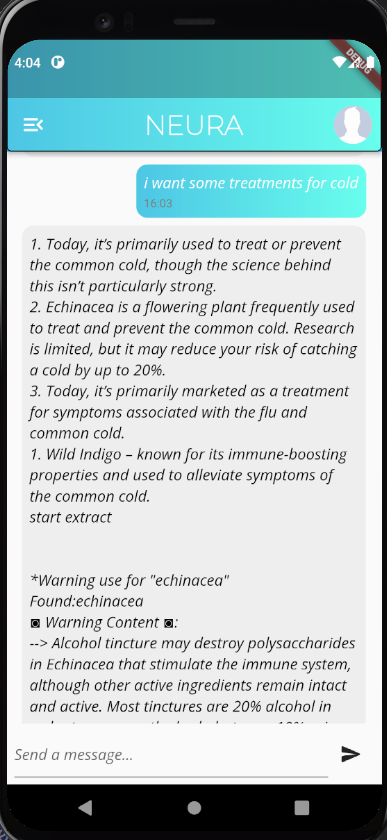 4:04
DEBUG
NEURA
i want some treatments for cold
16:03
1. Today, it's primarily used to treat or prevent
the common cold, though the science behind
this isn't particularly strong.
2. Echinacea is a flowering plant frequently used
to treat and prevent the common cold. Research
is limited, but it may reduce your risk of catching
a cold by up to 20%.
3. Today, it's primarily marketed as a treatment
for symptoms associated with the flu and
common cold.
1. Wild Indigo – known for its immune-boosting
properties and used to alleviate symptoms of
the common cold.
start extract
*Warning use for "echinacea"
Found:echinacea
◙ Warning Content ◙:
--> Alcohol tincture may destroy polysaccharides
in Echinacea that stimulate the immune system,
although other active ingredients remain intact
and active. Most tinctures are 20% alcohol in
Send a message...